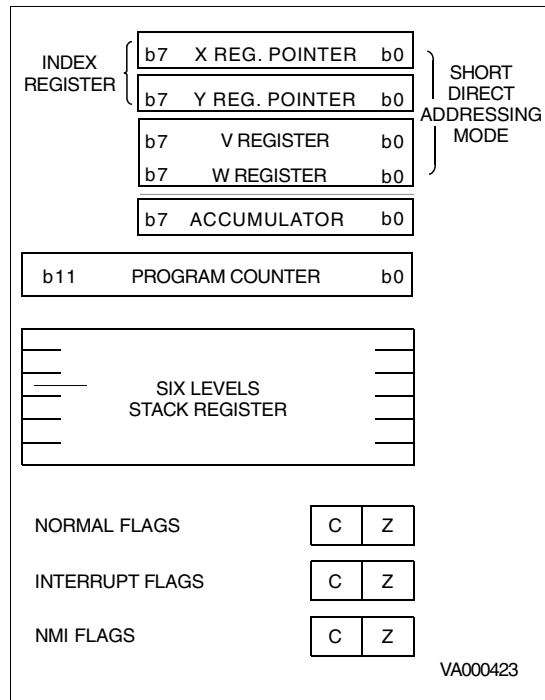 INDEX
REGISTER
b7 X REG. POINTER b0
b7 Y REG. POINTER b0
b7 V REGISTER b0
b7 W REGISTER b0
SHORT
DIRECT
ADDRESSING
MODE
b7 ACCUMULATOR b0
b11 PROGRAM COUNTER b0
SIX LEVELS
STACK REGISTER
NORMAL FLAGS C Z
INTERRUPT FLAGS C Z
NMI FLAGS C Z
VA000423